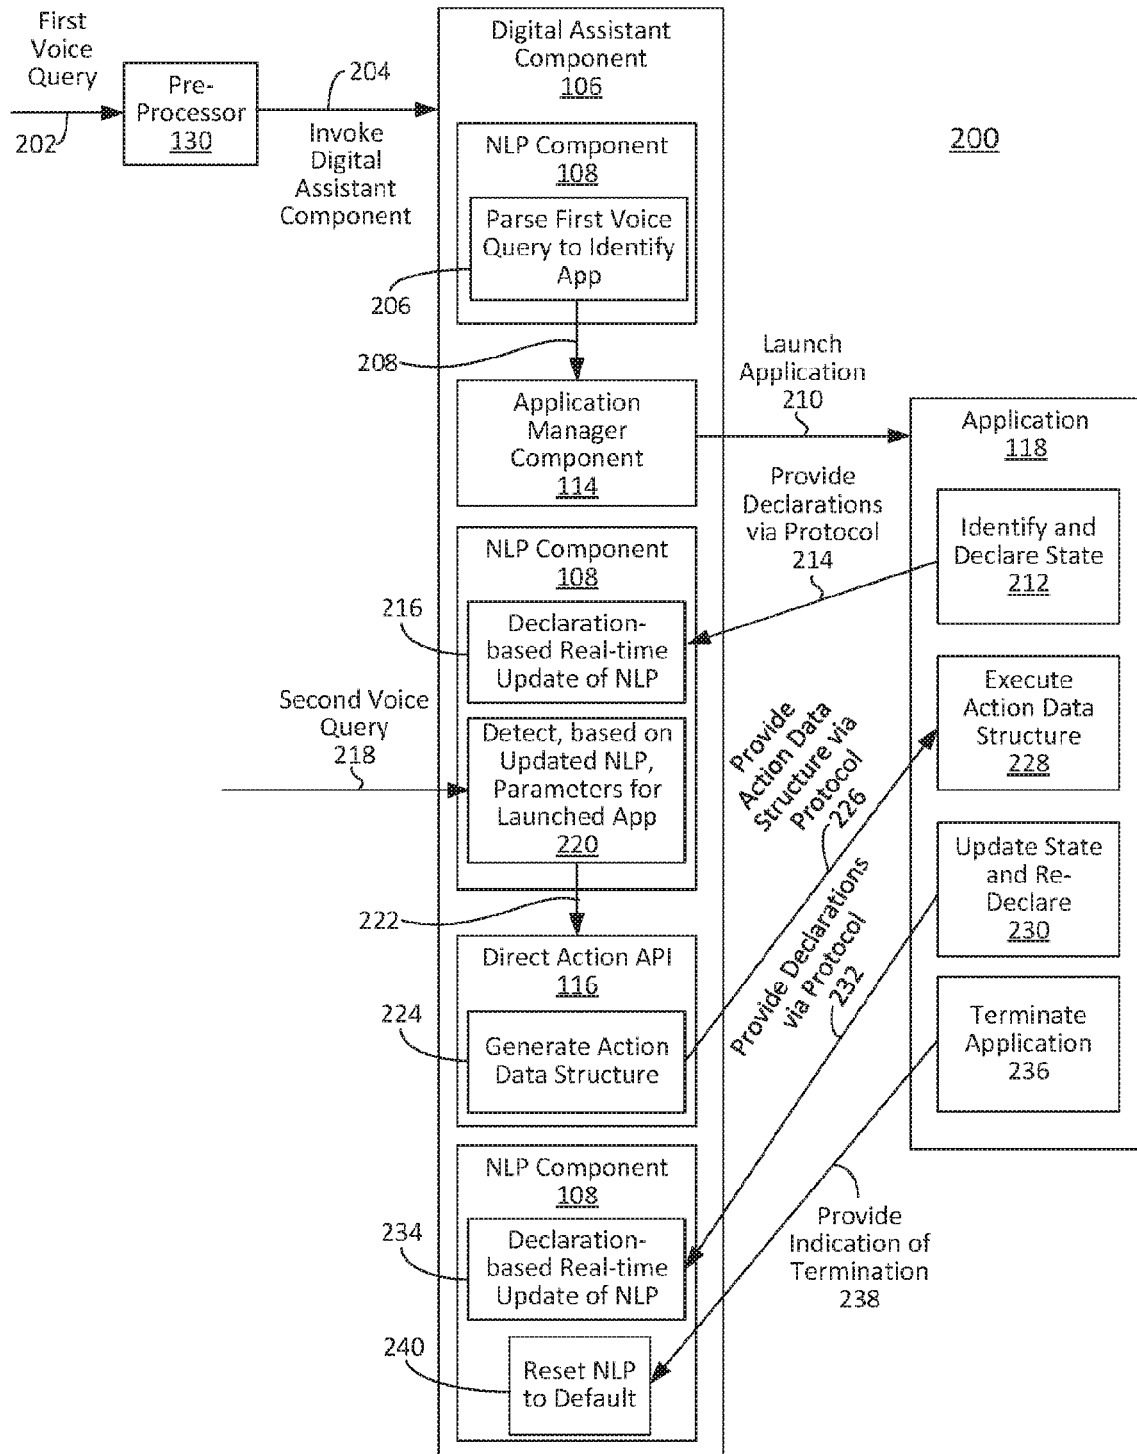 First
Voice
Query
202
Pre-
Processor
130
204
Invoke
Digital
Assistant
Component
Digital Assistant
Component
106
NLP Component
108
Parse First Voice
Query to Identify
App
206
208
200
Application
Manager
Component
114
Launch
Application
210
Application
118
Provide
Declarations
via Protocol
214
Identify and
Declare State
212
NLP Component
108
216
Declaration-
based Real-time
Update of NLP
Second Voice
Query
218
Detect, based on
Updated NLP,
Parameters for
Launched App
220
222
Provide
Action Data
Structure via
Protocol
226
Execute
Action Data
Structure
228
Direct Action API
116
224
Generate Action
Data Structure
Provide Declarations
via Protocol
232
Update State
and Re-
Declare
230
Terminate
Application
236
NLP Component
108
234
Declaration-
based Real-time
Update of NLP
Provide
Indication of
Termination
238
240
Reset NLP
to Default